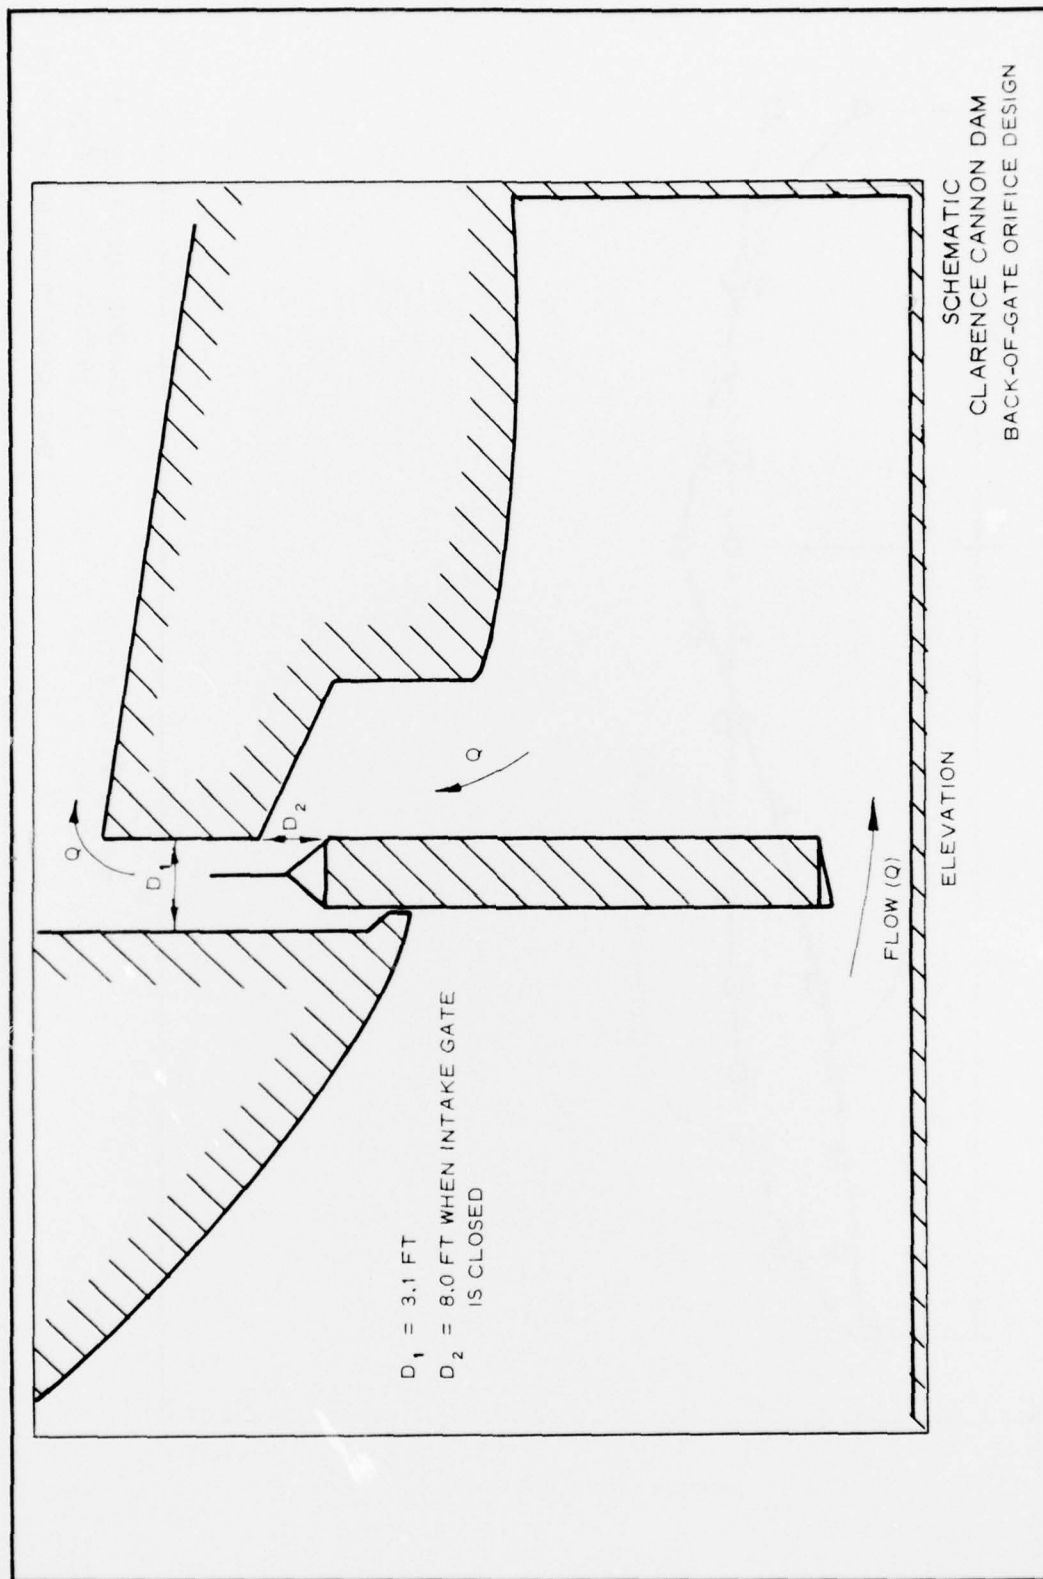 Q
D₁
D₂
Q
D₁ = 3.1 FT
D₂ = 8.0 FT WHEN INTAKE GATE
IS CLOSED
FLOW (Q)
ELEVATION
SCHEMATIC
CLARENCE CANNON DAM
BACK-OF-GATE ORIFICE DESIGN